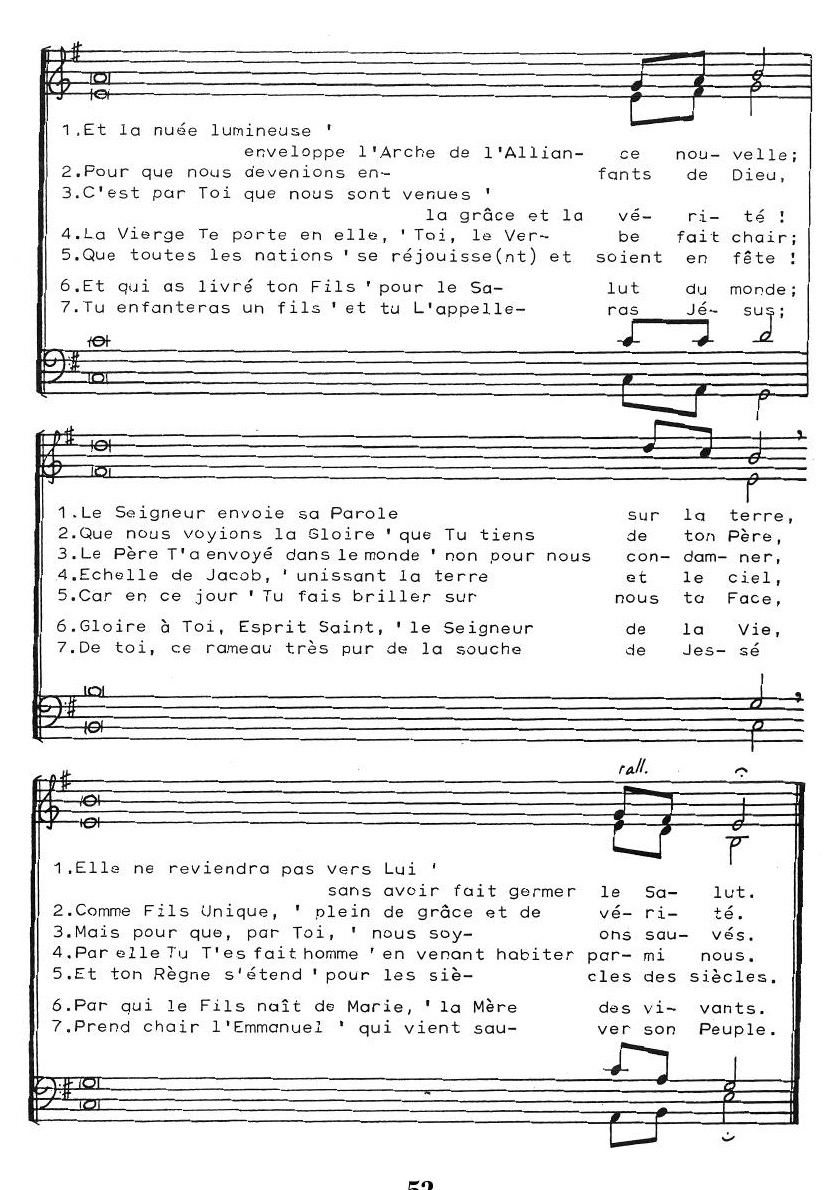 1.Et la nuée lumineuse '
enveloppe l'Arche de l'Allian- ce nou- velle;
2.Pour que nous devenions en- fants de Dieu,
3.C'est par Toi que nous sont venues '
la grâce et la vé- ri- té !
4.La Vierge Te porte en elle, ' Toi, le Ver- be fait chair;
5.Que toutes les nations ' se réjouisse(nt) et soient en fête !
6.Et qui as livré ton Fils ' pour le Sa- lut du monde;
7.Tu enfanteras un fils ' et tu L'appelle- ras Jé- sus;
1.Le Seigneur envoie sa Parole sur la terre,
2.Que nous voyions la Gloire ' que Tu tiens de ton Père,
3.Le Père T'a envoyé dans le monde ' non pour nous con- dam- ner,
4.Echelle de Jacob, ' unissant la terre et le ciel,
5.Car en ce jour ' Tu fais briller sur nous ta Face,
6.Gloire à Toi, Esprit Saint, ' le Seigneur de la Vie,
7.De toi, ce rameau très pur de la souche de Jes- sé
rall.
1.Elle ne reviendra pas vers Lui '
sans avoir fait germer le Sa- lut.
2.Comme Fils Unique, ' plein de grâce et de vé- ri- té.
3.Mais pour que, par Toi, ' nous soy- ons sau- vés.
4.Par elle Tu T'es fait homme ' en venant habiter par- mi nous.
5.Et ton Règne s'étend ' pour les siè- cles des siècles.
6.Par qui le Fils naît de Marie, ' la Mère des vi- vants.
7.Prend chair l'Emmanuel ' qui vient sau- ver son Peuple.
52